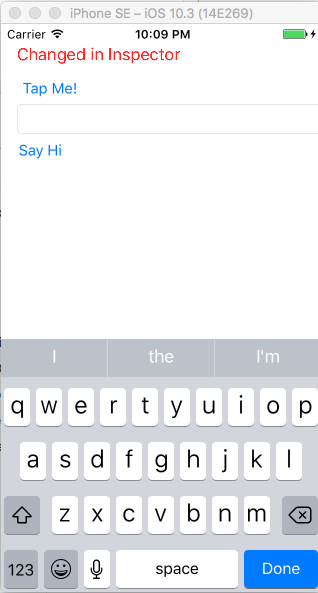 iPhone SE – iOS 10.3 (14E269)
Carrier 10:09 PM
Changed in Inspector
Tap Me!
Say Hi
I the I'm
q w e r t y u i o p
a s d f g h j k l
z x c v b n m
123 space Done